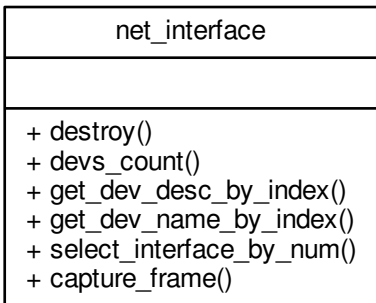 net_interface
+ destroy()
+ devs_count()
+ get_dev_desc_by_index()
+ get_dev_name_by_index()
+ select_interface_by_num()
+ capture_frame()